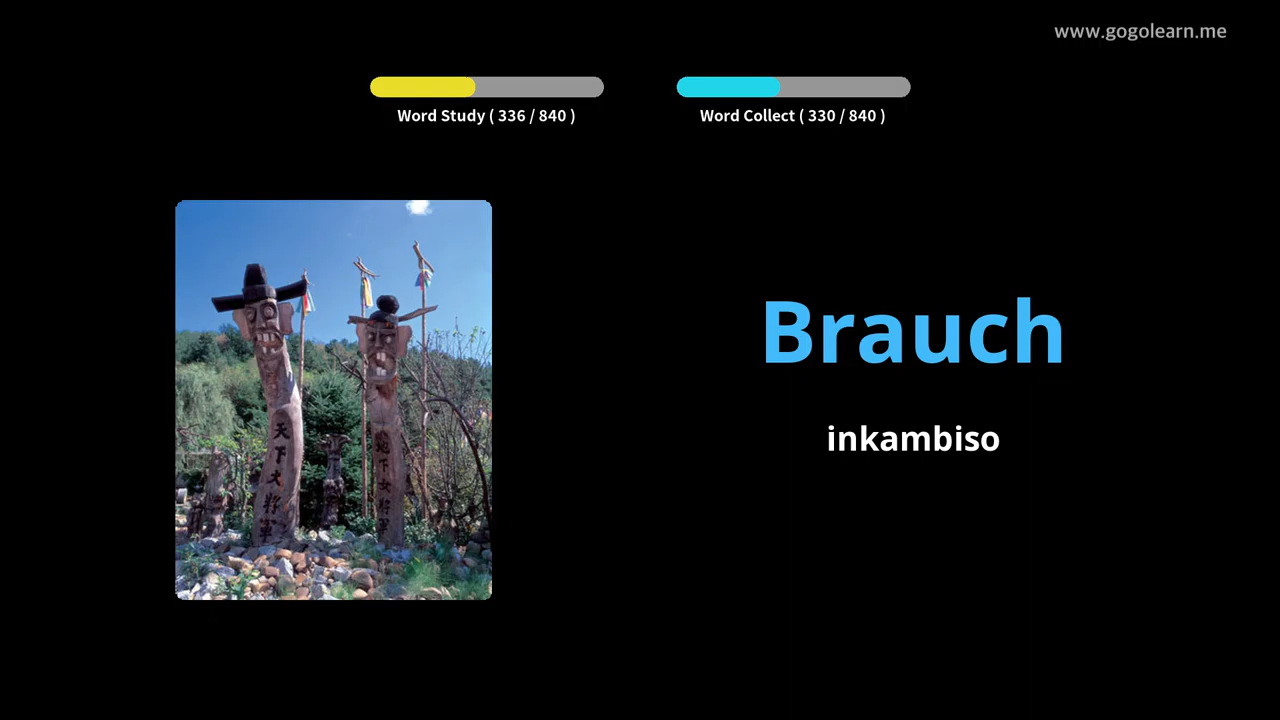 www.gogolearn.me
Word Study ( 336 / 840 )
Word Collect ( 330 / 840 )
天下大將軍
地下女將軍
Brauch
inkambiso